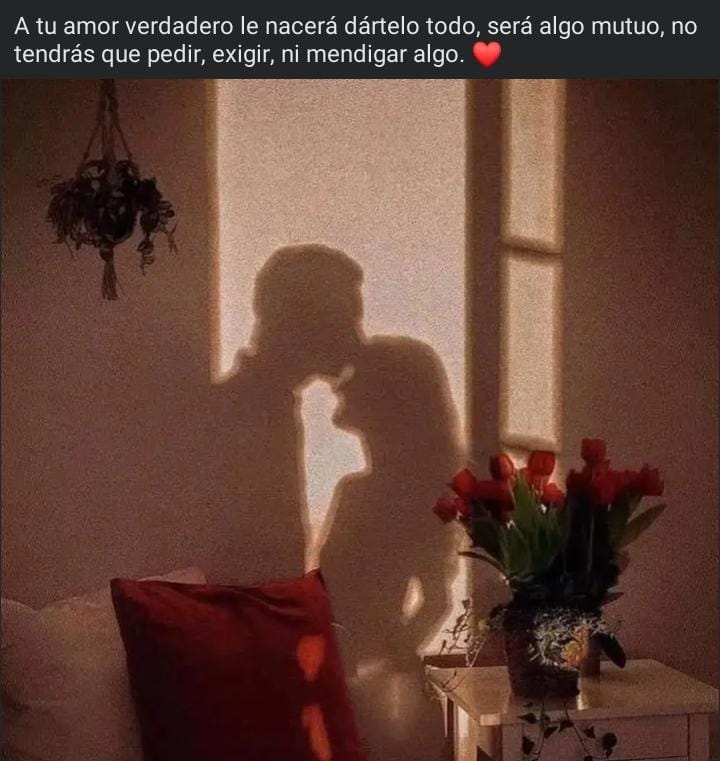 A tu amor verdadero le nacerá dártelo todo, será algo mutuo, no
tendrás que pedir, exigir, ni mendigar algo. ❤️